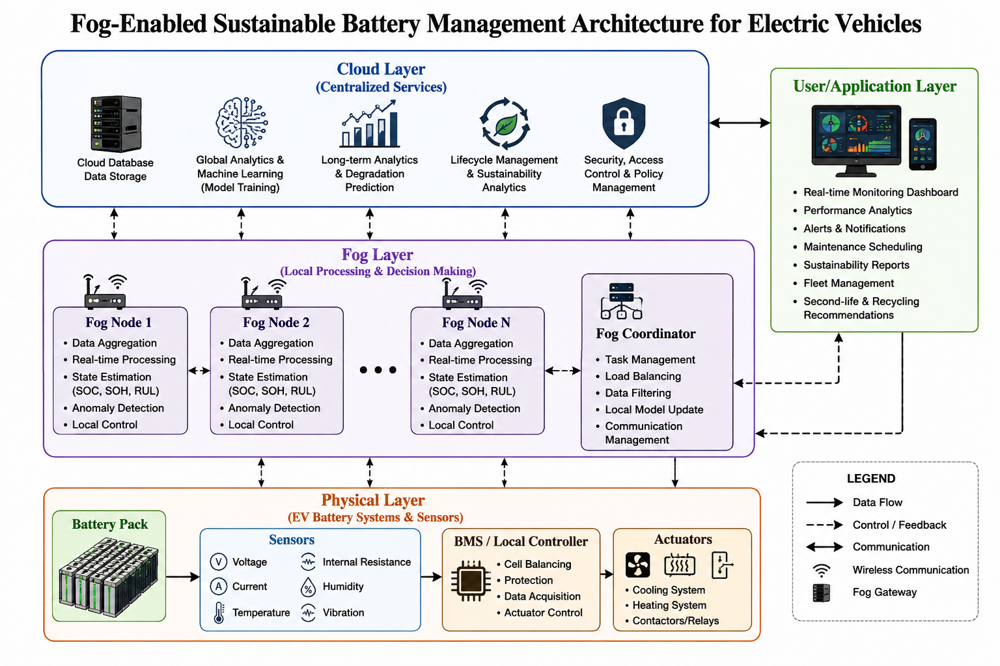 Fog-Enabled Sustainable Battery Management Architecture for Electric Vehicles
Cloud Layer
(Centralized Services)
Cloud Database
Data Storage
Global Analytics &
Machine Learning
(Model Training)
Long-term Analytics
& Degradation
Prediction
Lifecycle Management
& Sustainability
Analytics
Security, Access
Control & Policy
Management
User/Application Layer
• Real-time Monitoring Dashboard
• Performance Analytics
• Alerts & Notifications
• Maintenance Scheduling
• Sustainability Reports
• Fleet Management
• Second-life & Recycling
Recommendations
Fog Layer
(Local Processing & Decision Making)
Fog Node 1
• Data Aggregation
• Real-time Processing
• State Estimation
(SOC, SOH, RUL)
• Anomaly Detection
• Local Control
Fog Node 2
• Data Aggregation
• Real-time Processing
• State Estimation
(SOC, SOH, RUL)
• Anomaly Detection
• Local Control
Fog Node N
• Data Aggregation
• Real-time Processing
• State Estimation
(SOC, SOH, RUL)
• Anomaly Detection
• Local Control
Fog Coordinator
• Task Management
• Load Balancing
• Data Filtering
• Local Model Update
• Communication
Management
Physical Layer
(EV Battery Systems & Sensors)
Battery Pack
Sensors
V Voltage
A Current
Temperature
Internal Resistance
% Humidity
Vibration
BMS / Local Controller
• Cell Balancing
• Protection
• Data Acquisition
• Actuator Control
Actuators
• Cooling System
• Heating System
• Contactors/Relays
LEGEND
Data Flow
Control / Feedback
Communication
Wireless Communication
Fog Gateway